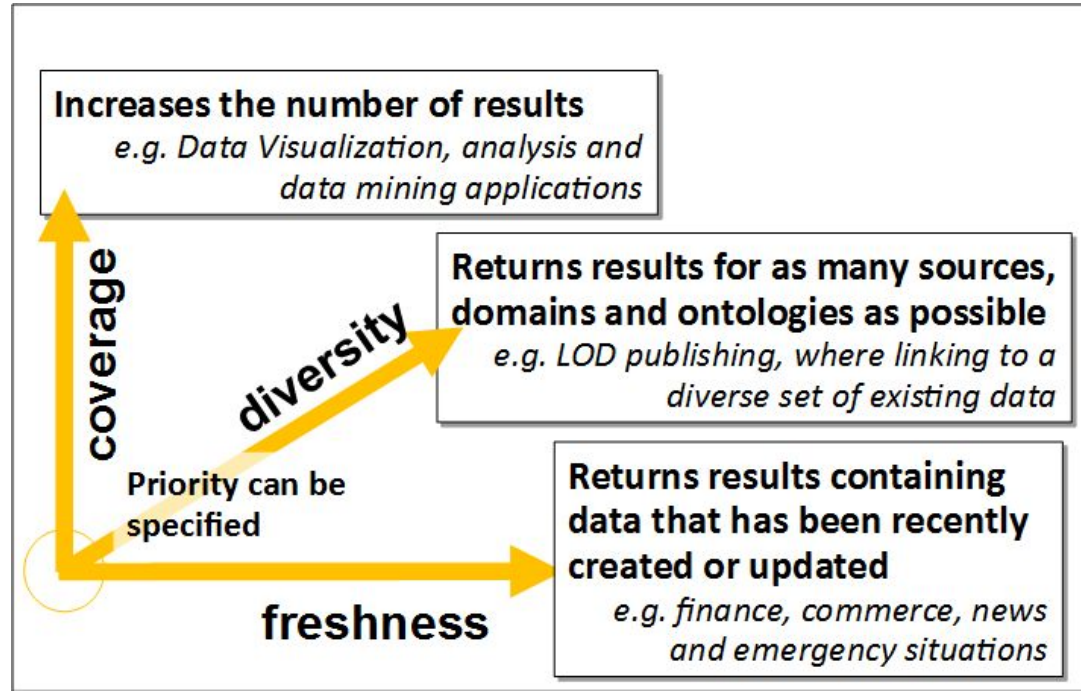 Increases the number of results
e.g. Data Visualization, analysis and
data mining applications
coverage
diversity
Returns results for as many sources,
domains and ontologies as possible
e.g. LOD publishing, where linking to a
diverse set of existing data
Priority can be
specified
freshness
Returns results containing
data that has been recently
created or updated
e.g. finance, commerce, news
and emergency situations